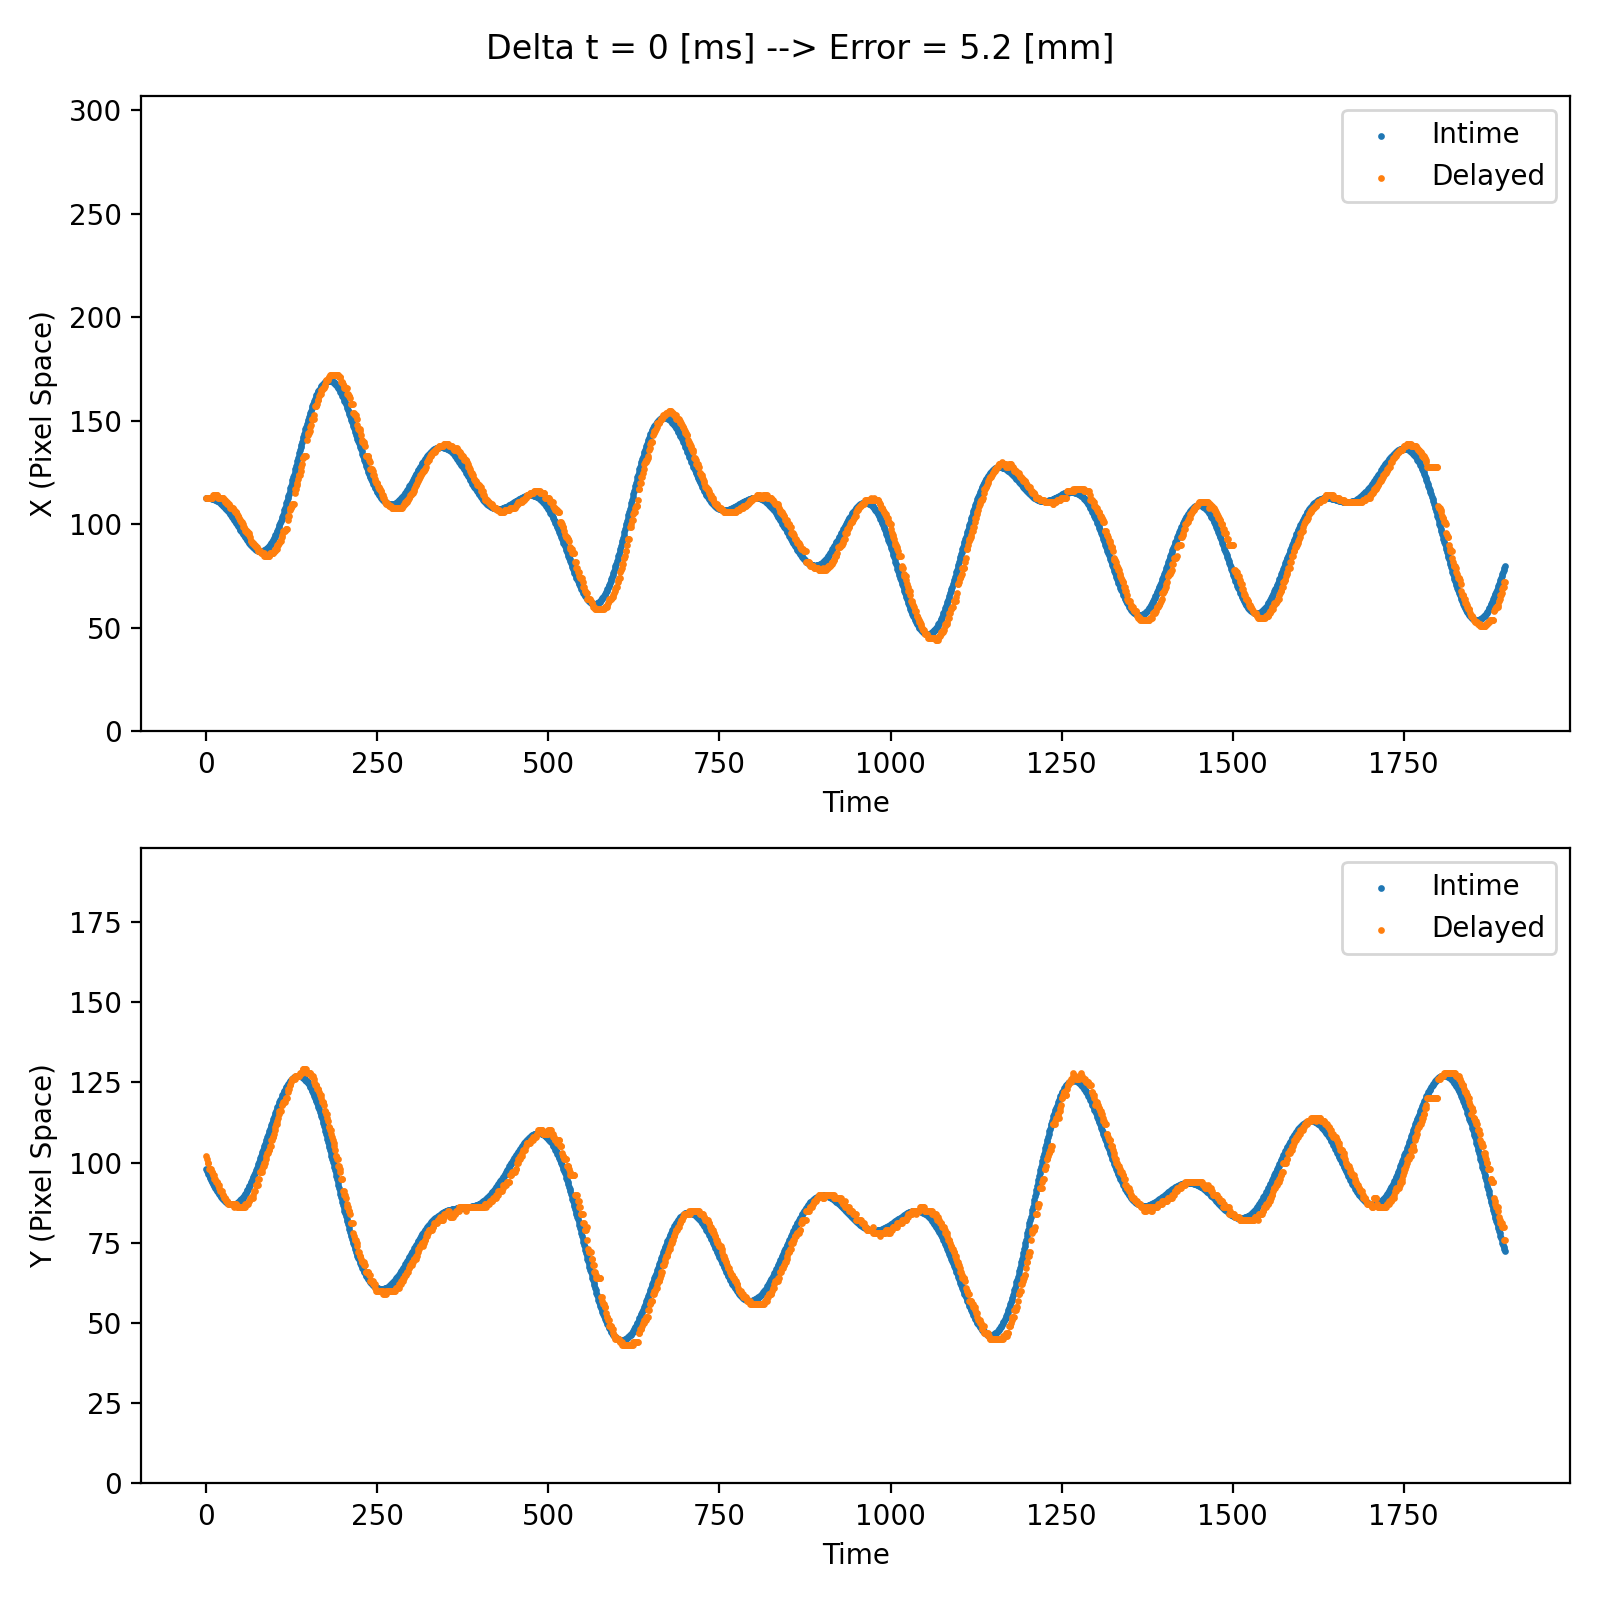 Delta t = 0 [ms] --> Error = 5.2 [mm]
300
250
200
150
100
50
0
X (Pixel Space)
Intime
Delayed
0 250 500 750 1000 1250 1500 1750
Time
175
150
125
100
75
50
25
0
Y (Pixel Space)
Intime
Delayed
0 250 500 750 1000 1250 1500 1750
Time